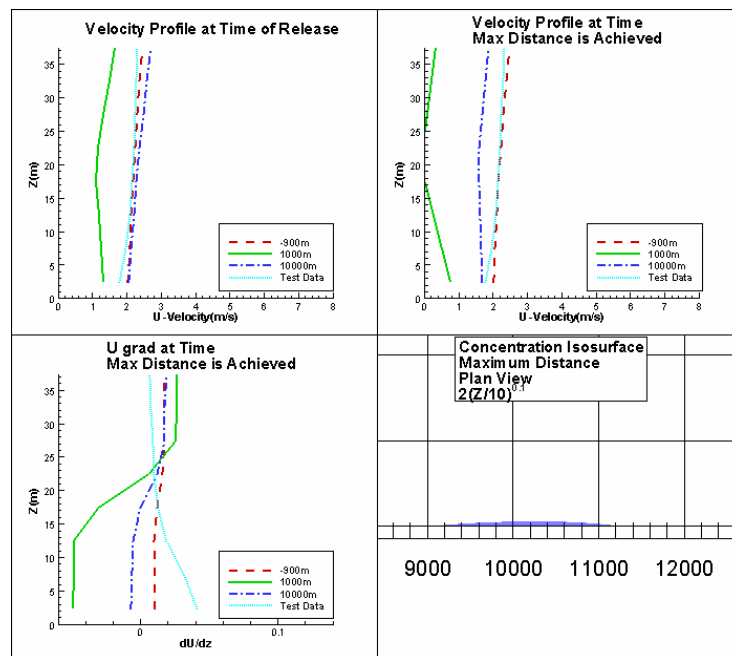 Velocity Profile at Time of Release
35
30
25
20
15
10
5
0
Z(m)
-900m
1000m
10000m
Test Data
0 1 2 3 4 5 6 7 8
U -Velocity(m/s)
Velocity Profile at Time
Max Distance is Achieved
35
30
25
20
15
10
5
0
Z(m)
-900m
1000m
10000m
Test Data
0 1 2 3 4 5 6 7 8
U-Velocity(m/s)
U grad at Time
Max Distance is Achieved
35
30
25
20
15
10
5
0
Z(m)
-900m
1000m
10000m
Test Data
0 0.1
dU/dz
Concentration Isosurface
Maximum Distance
Plan View
2(Z/10)^0.1
9000 10000 11000 12000